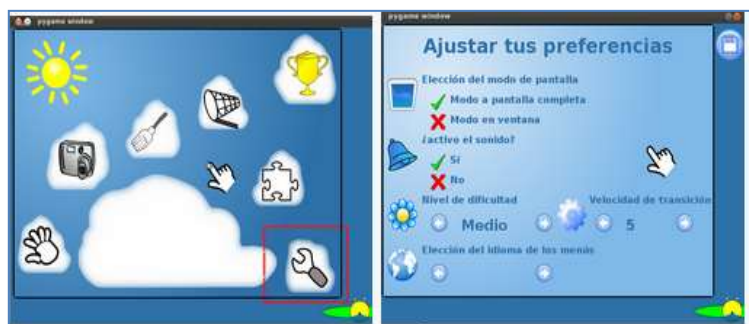 pygame window
pygame window
Ajustar tus preferencias
Elección del modo de pantalla
Modo a pantalla completa
Modo en ventana
¿activo el sonido?
Sí
No
Nivel de dificultad
Velocidad de transición
Medio
5
Elección del idioma de los menús